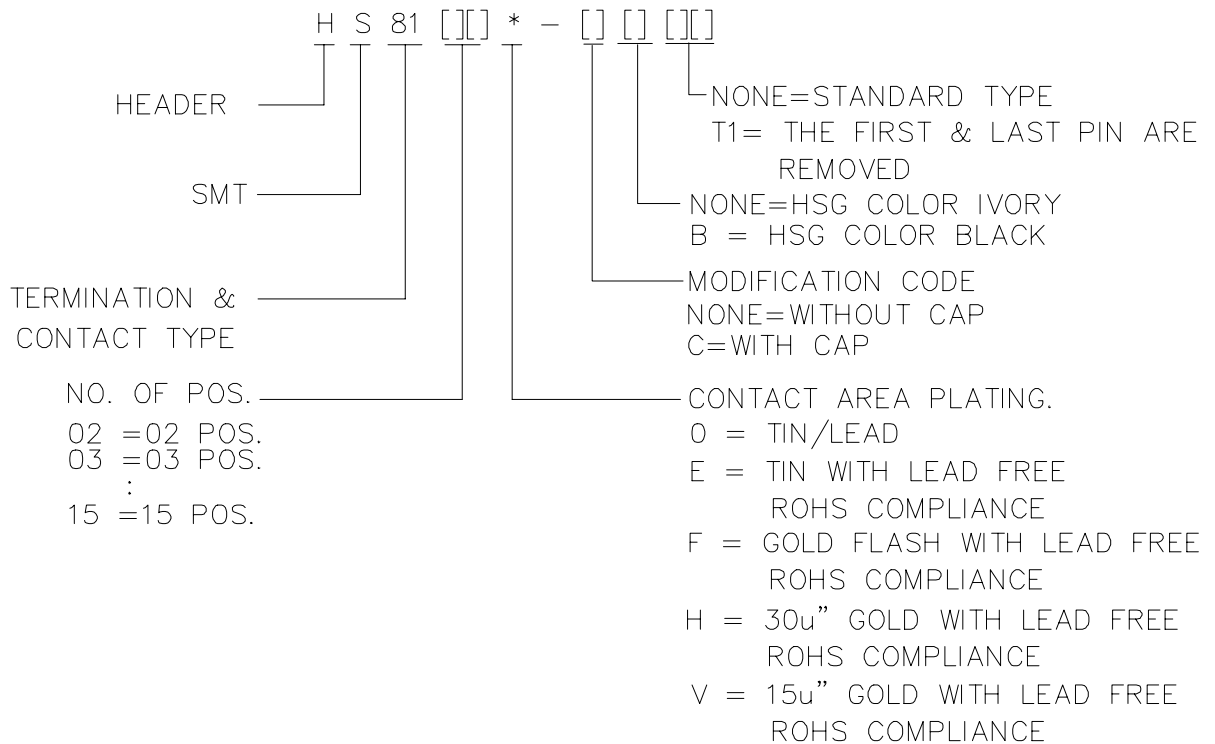 H S 81 [][] * - [] [] [][]
HEADER
SMT
TERMINATION &
CONTACT TYPE
NO. OF POS.
02 =02 POS.
03 =03 POS.
:
15 =15 POS.
NONE=STANDARD TYPE
T1= THE FIRST & LAST PIN ARE
REMOVED
NONE=HSG COLOR IVORY
B = HSG COLOR BLACK
MODIFICATION CODE
NONE=WITHOUT CAP
C=WITH CAP
CONTACT AREA PLATING.
0 = TIN/LEAD
E = TIN WITH LEAD FREE
ROHS COMPLIANCE
F = GOLD FLASH WITH LEAD FREE
ROHS COMPLIANCE
H = 30u” GOLD WITH LEAD FREE
ROHS COMPLIANCE
V = 15u” GOLD WITH LEAD FREE
ROHS COMPLIANCE